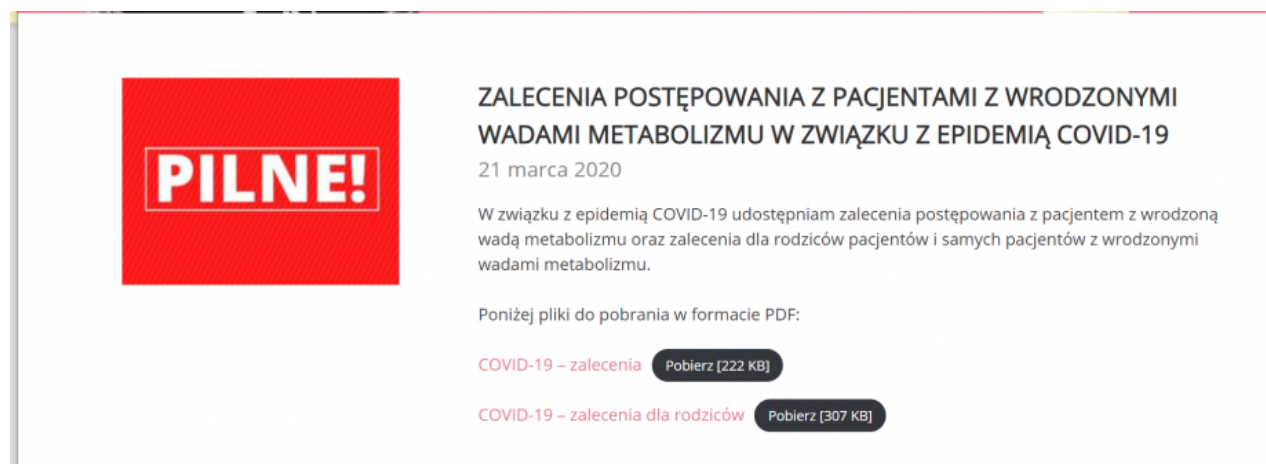 PILNE!
ZALECENIA POSTĘPOWANIA Z PACJENTAMI Z WRODZONYMI
WADAMI METABOLIZMU W ZWIĄZKU Z EPIDEMIĄ COVID-19
21 marca 2020
W związku z epidemią COVID-19 udostępniam zalecenia postępowania z pacjentem z wrodzoną
wadą metabolizmu oraz zalecenia dla rodziców pacjentów i samych pacjentów z wrodzonymi
wadami metabolizmu.
Poniżej pliki do pobrania w formacie PDF:
COVID-19 – zalecenia Pobierz [222 KB]
COVID-19 – zalecenia dla rodziców Pobierz [307 KB]